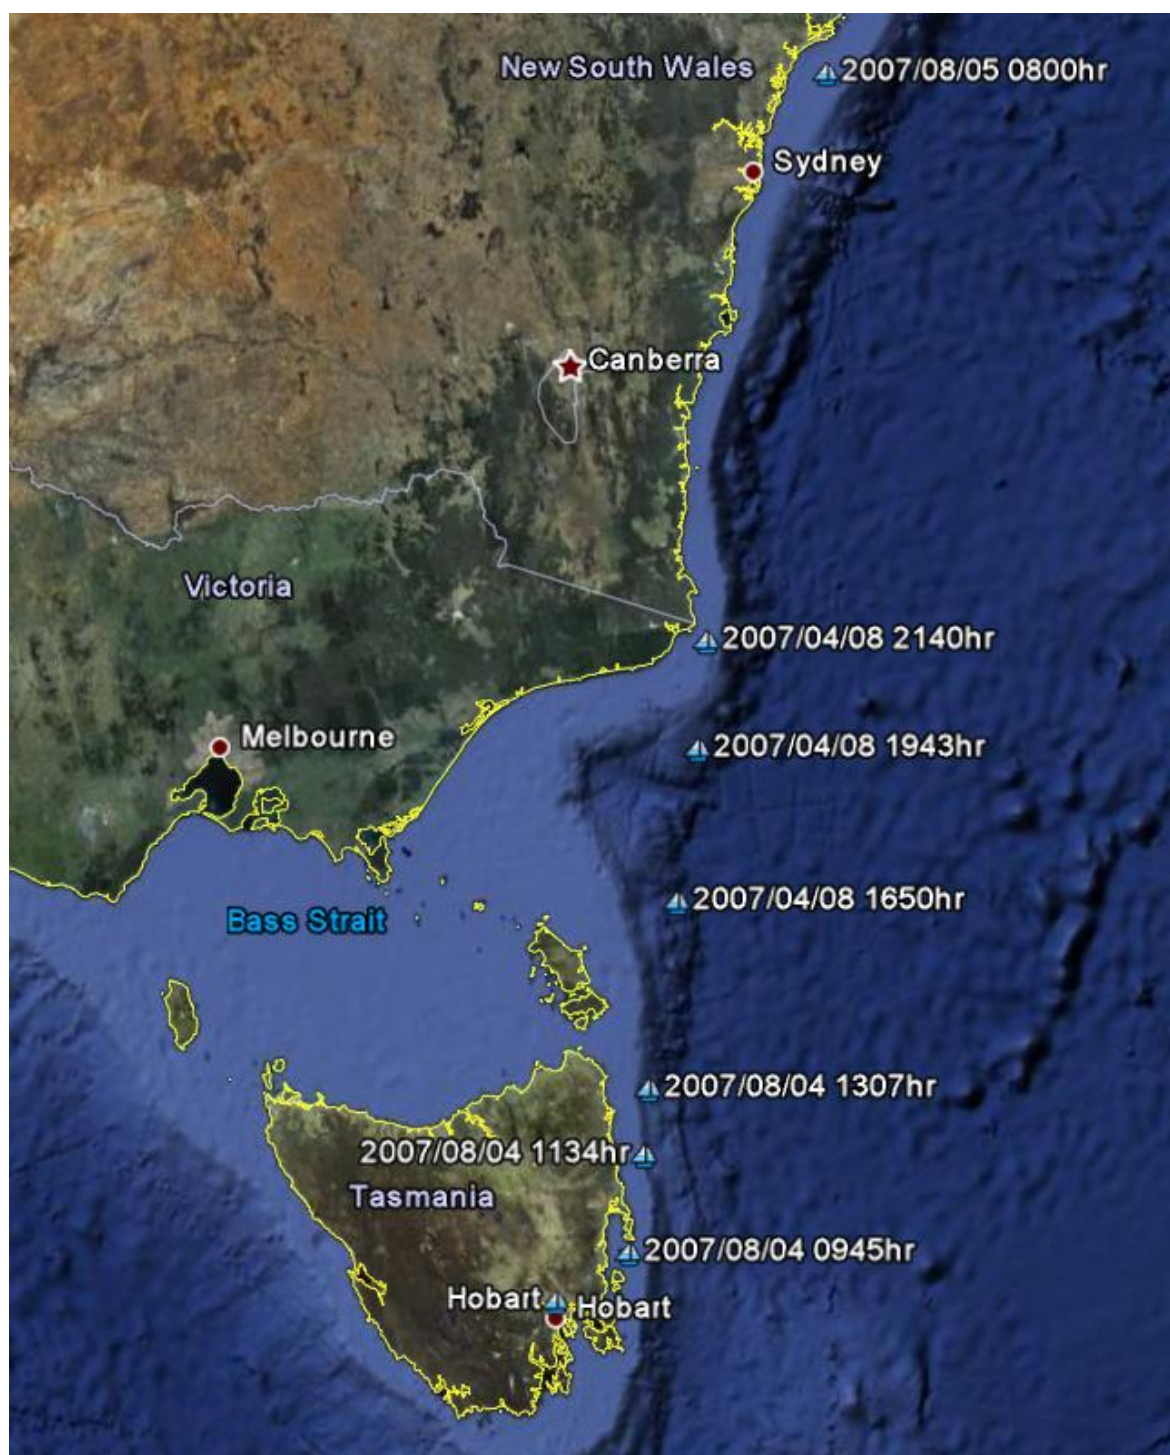 New South Wales
2007/08/05 0800hr
Sydney
Canberra
Victoria
2007/04/08 2140hr
Melbourne
2007/04/08 1943hr
2007/04/08 1650hr
Bass Strait
2007/08/04 1307hr
2007/08/04 1134hr
Tasmania
2007/08/04 0945hr
Hobart
Hobart